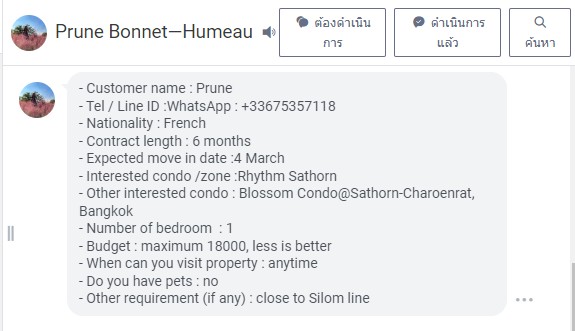 Prune Bonnet—Humeau
ต้องดำเนินการ
ดำเนินการแล้ว
ค้นหา
- Customer name : Prune
- Tel / Line ID :WhatsApp : +33675357118
- Nationality : French
- Contract length : 6 months
- Expected move in date :4 March
- Interested condo /zone :Rhythm Sathorn
- Other interested condo : Blossom Condo@Sathorn-Charoenrat,
Bangkok
- Number of bedroom  : 1
- Budget : maximum 18000, less is better
- When can you visit property : anytime
- Do you have pets : no
- Other requirement (if any) : close to Silom line